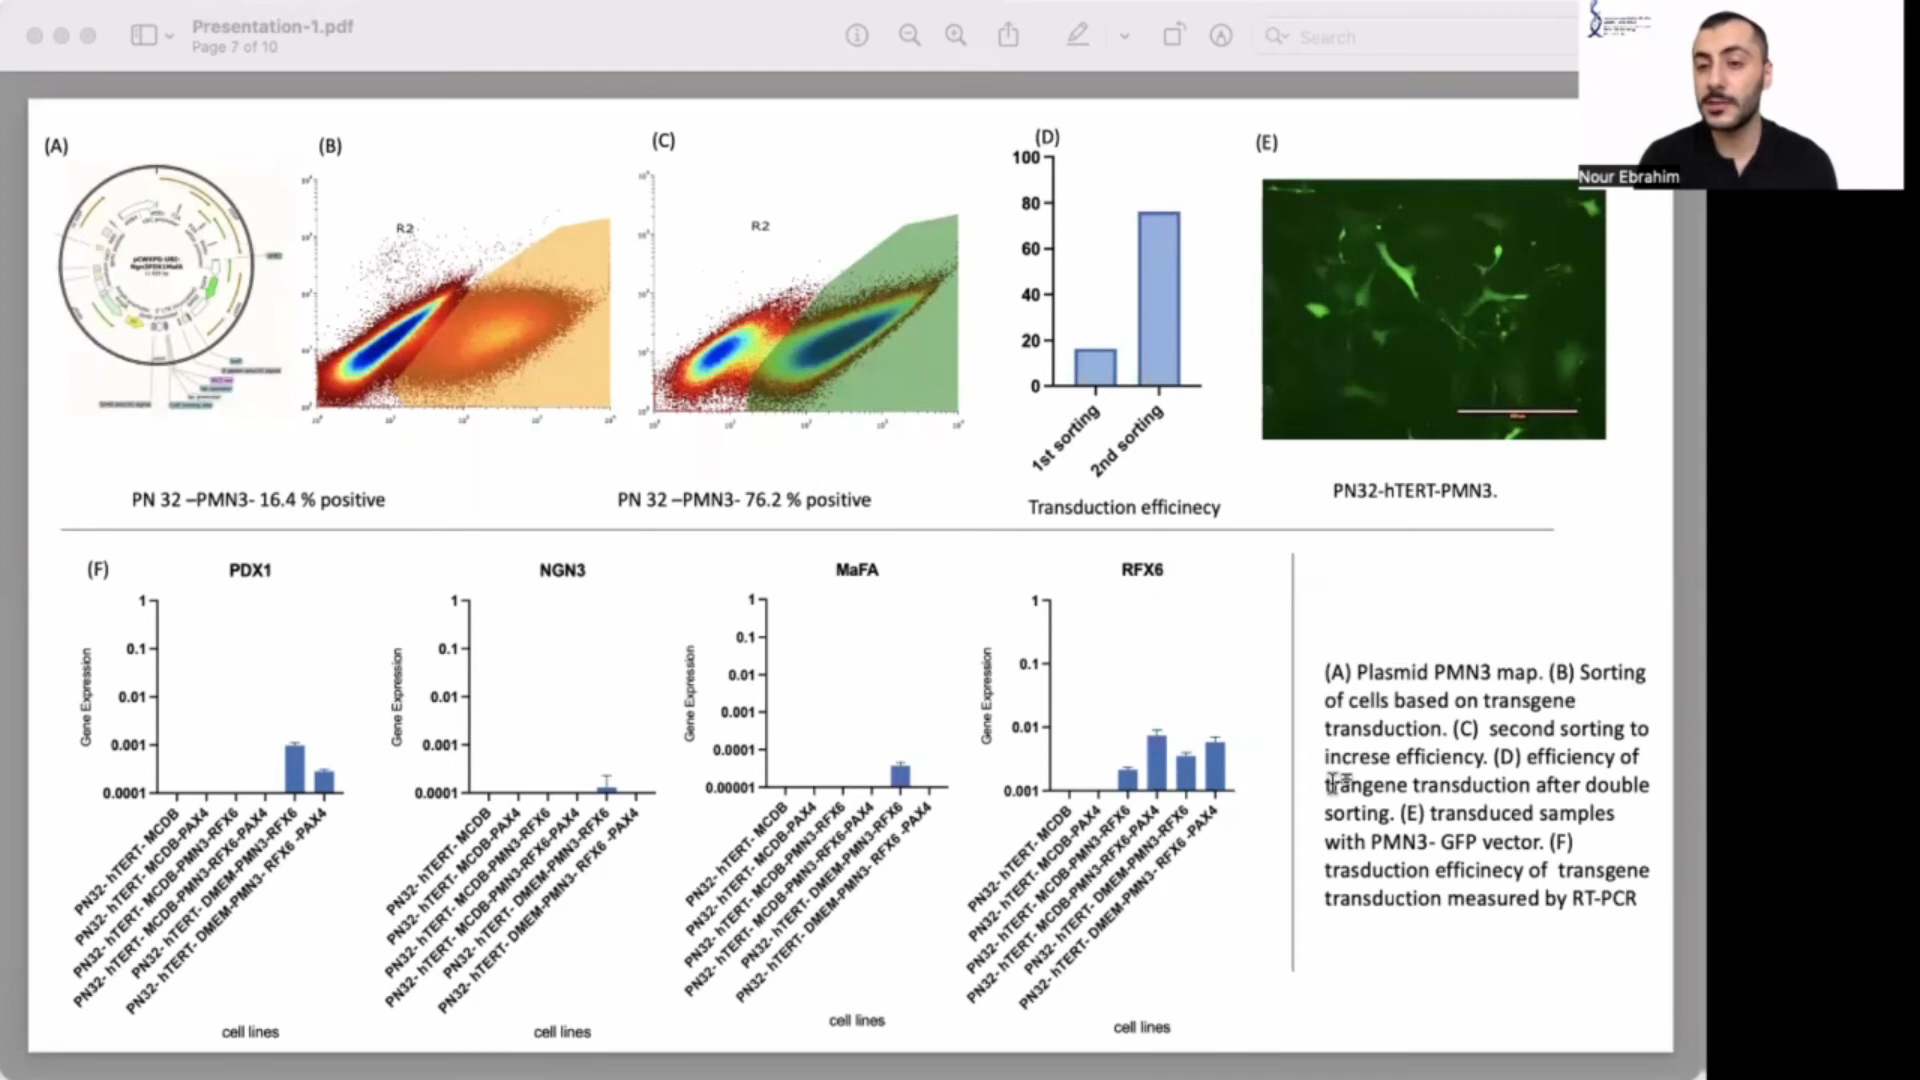 Presentation-1.pdf
Page 7 of 10
Search
Nour Ebrahim
(A)
(B)
(C)
(D)
(E)
R2
R2
100
80
60
40
20
0
1st sorting
2nd sorting
PN 32 –PMN3- 16.4 % positive
PN 32 –PMN3- 76.2 % positive
Transduction efficinecy
PN32-hTERT-PMN3.
(F)
PDX1
Gene Expression
1
0.1
0.01
0.001
0.0001
PN32- hTERT- MCDB
PN32- hTERT- MCDB-PAX4
PN32- hTERT- MCDB-PMN3-RFX6
PN32- hTERT- MCDB-PMN3-RFX6-PAX4
PN32- hTERT- DMEM-PMN3-RFX6
PN32- hTERT- DMEM-PMN3- RFX6 -PAX4
cell lines
NGN3
Gene Expression
1
0.1
0.01
0.001
0.0001
PN32- hTERT- MCDB
PN32- hTERT- MCDB-PAX4
PN32- hTERT- MCDB-PMN3-RFX6
PN32- hTERT- MCDB-PMN3-RFX6-PAX4
PN32- hTERT- DMEM-PMN3-RFX6
PN32- hTERT- DMEM-PMN3- RFX6 -PAX4
cell lines
MaFA
Gene Expression
1
0.1
0.01
0.001
0.0001
0.00001
PN32- hTERT- MCDB
PN32- hTERT- MCDB-PAX4
PN32- hTERT- MCDB-PMN3-RFX6
PN32- hTERT- MCDB-PMN3-RFX6-PAX4
PN32- hTERT- DMEM-PMN3-RFX6
PN32- hTERT- DMEM-PMN3- RFX6 -PAX4
cell lines
RFX6
Gene Expression
1
0.1
0.01
0.001
PN32- hTERT- MCDB
PN32- hTERT- MCDB-PAX4
PN32- hTERT- MCDB-PMN3-RFX6
PN32- hTERT- MCDB-PMN3-RFX6-PAX4
PN32- hTERT- DMEM-PMN3-RFX6
PN32- hTERT- DMEM-PMN3- RFX6 -PAX4
cell lines
(A) Plasmid PMN3 map. (B) Sorting
of cells based on transgene
transduction. (C) second sorting to
increse efficiency. (D) efficiency of
trangene transduction after double
sorting. (E) transduced samples
with PMN3- GFP vector. (F)
trasduction efficinecy of transgene
transduction measured by RT-PCR